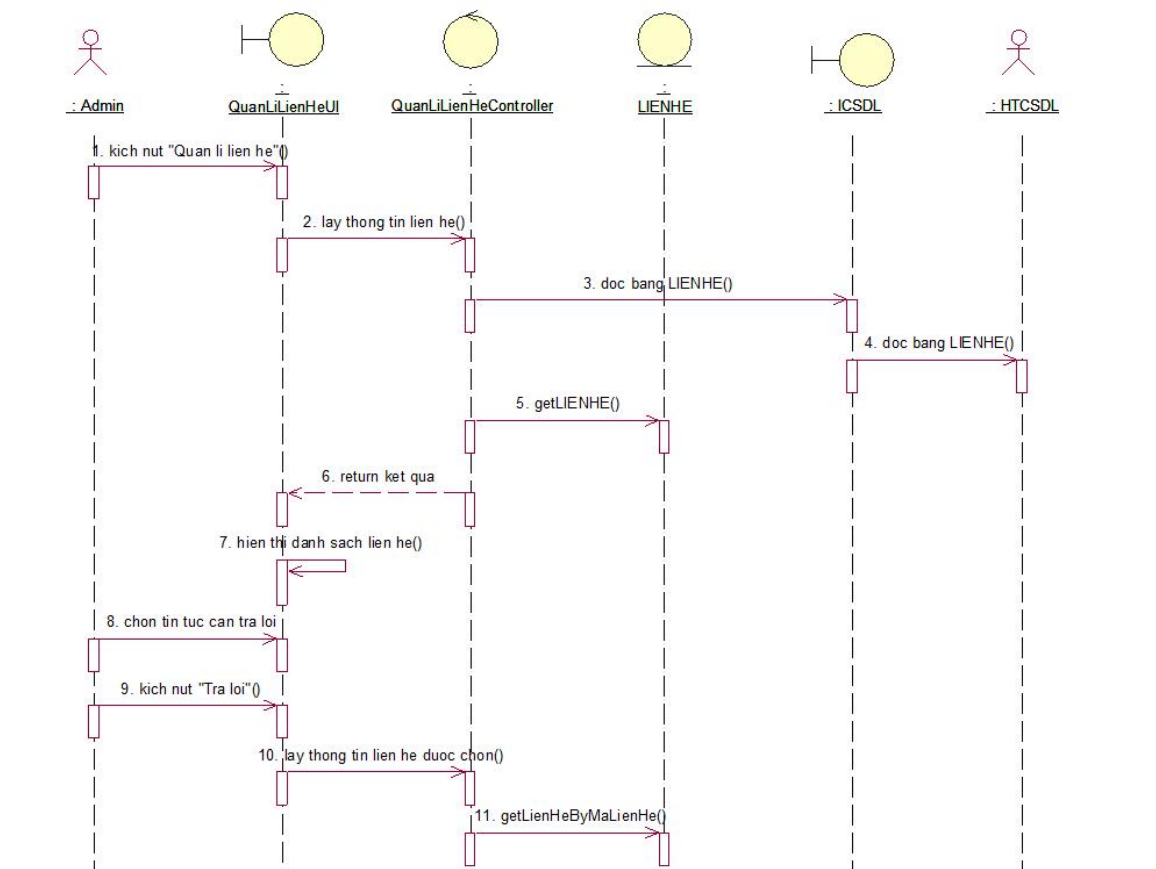 : Admin
:
QuanLiLienHeUI
:
QuanLiLienHeController
:
LIENHE
: ICSDL
: HTCSDL
1. kich nut "Quan li lien he"()
2. lay thong tin lien he()
3. doc bang LIENHE()
4. doc bang LIENHE()
5. getLIENHE()
6. return ket qua
7. hien thi danh sach lien he()
8. chon tin tuc can tra loi
9. kich nut "Tra loi"()
10. lay thong tin lien he duoc chon()
11. getLienHeByMaLienHe()